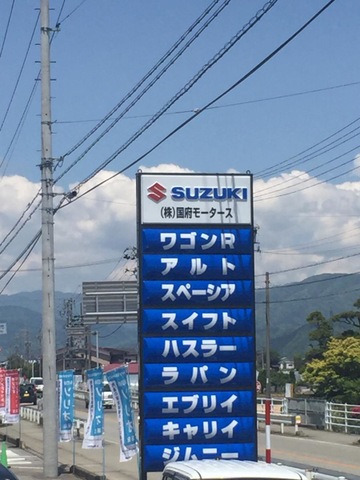 SUZUKI
(株)国府モータース
ワゴンR
アルト
スペーシア
スイフト
ハスラー
ラパン
エブリイ
キャリイ
ジムニー